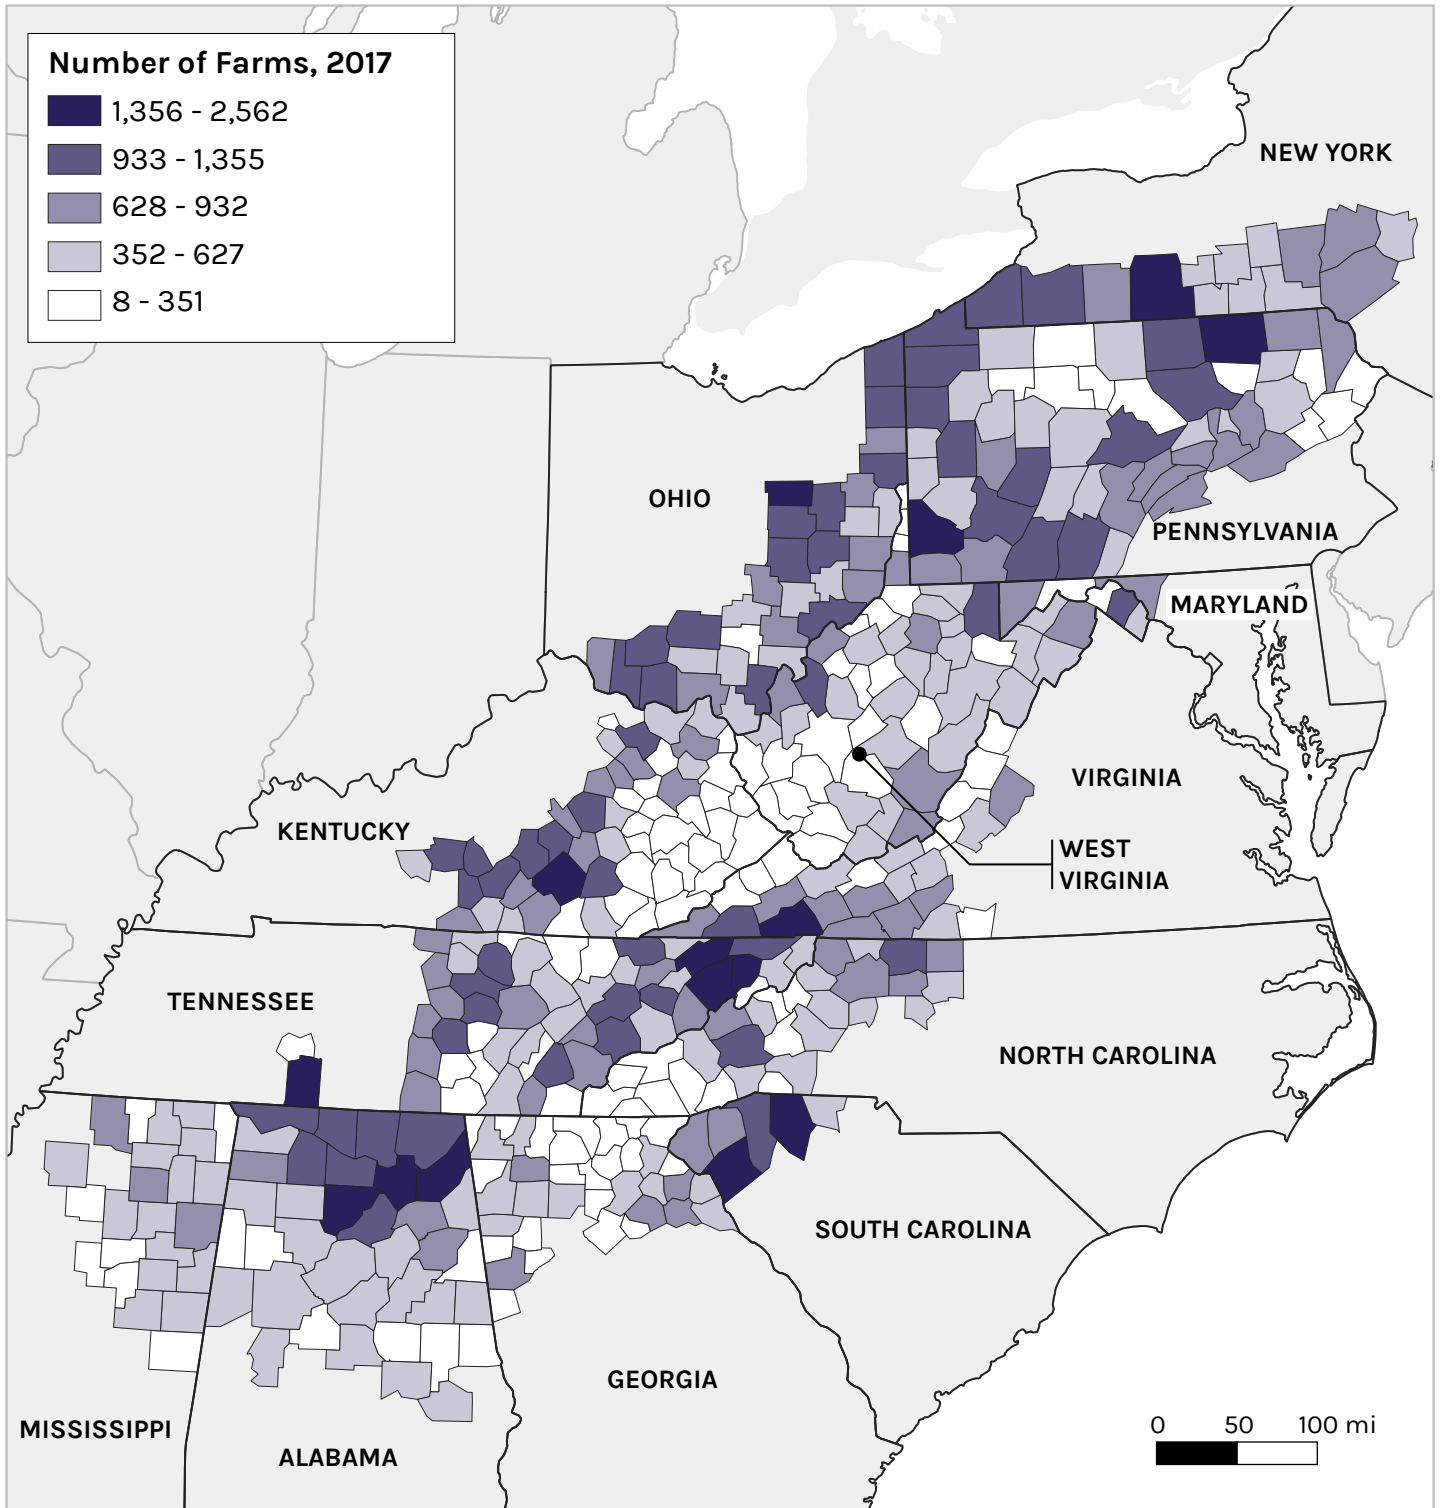 Number of Farms, 2017
1,356 - 2,562
933 - 1,355
628 - 932
352 - 627
8 - 351
NEW YORK
OHIO
PENNSYLVANIA
MARYLAND
VIRGINIA
KENTUCKY
WEST
VIRGINIA
TENNESSEE
NORTH CAROLINA
SOUTH CAROLINA
GEORGIA
MISSISSIPPI
ALABAMA
0 50 100 mi